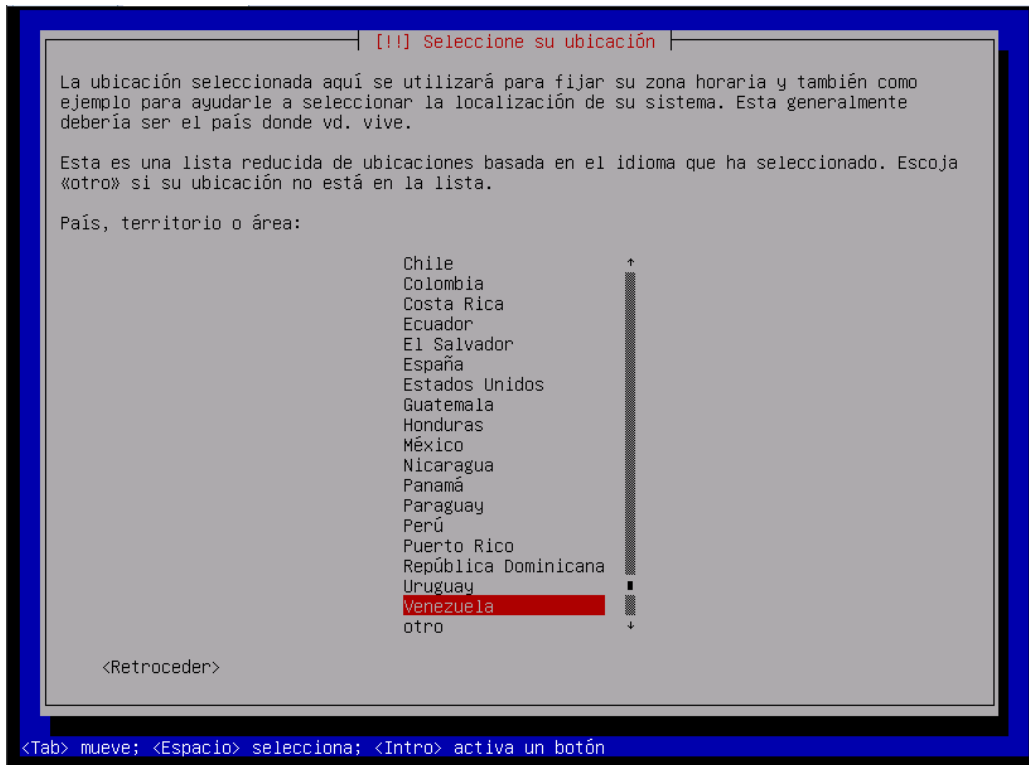 [!!] Seleccione su ubicación
La ubicación seleccionada aquí se utilizará para fijar su zona horaria y también como
ejemplo para ayudarle a seleccionar la localización de su sistema. Esta generalmente
debería ser el país donde vd. vive.
Esta es una lista reducida de ubicaciones basada en el idioma que ha seleccionado. Escoja
«otro» si su ubicación no está en la lista.
País, territorio o área:
Chile
Colombia
Costa Rica
Ecuador
El Salvador
España
Estados Unidos
Guatemala
Honduras
México
Nicaragua
Panamá
Paraguay
Perú
Puerto Rico
República Dominicana
Uruguay
Venezuela
otro
<Retroceder>
<Tab> mueve; <Espacio> selecciona; <Intro> activa un botón